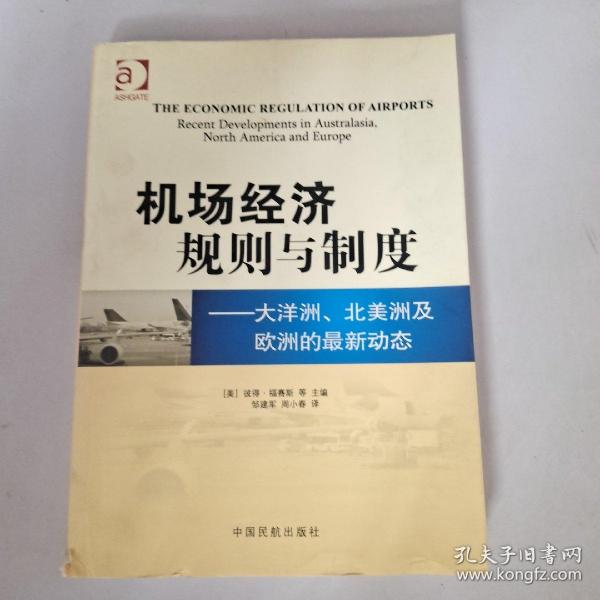 a
ASHGATE
THE ECONOMIC REGULATION OF AIRPORTS
Recent Developments in Australasia,
North America and Europe
机场经济
规则与制度
——大洋洲、北美洲及
欧洲的最新动态
[美] 彼得·福赛斯 等 主编
邹建军 周小春 译
中国民航出版社
孔夫子旧书网
www.kongfz.com